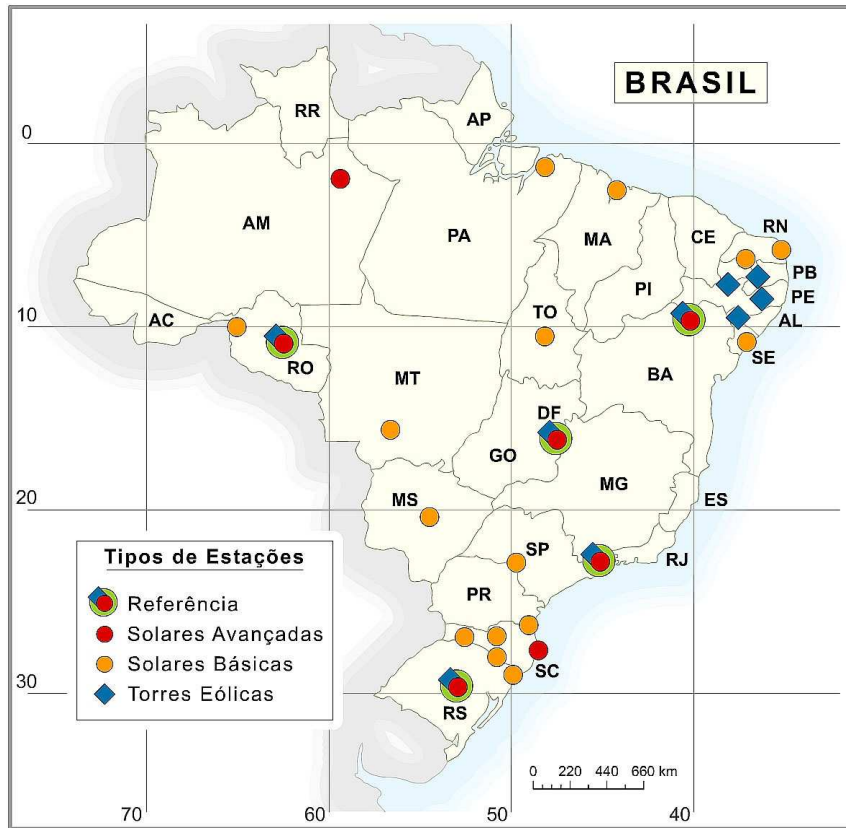 BRASIL
RR
AP
0
AM
PA
MA
CE
RN
PB
PI
PE
AC
TO
AL
10
RO
SE
MT
BA
DF
GO
MG
MS
ES
20
SP
RJ
PR
Tipos de Estações
Referência
Solares Avançadas
Solares Básicas
Torres Eólicas
SC
30
RS
0 220 440 660 km
70 60 50 40